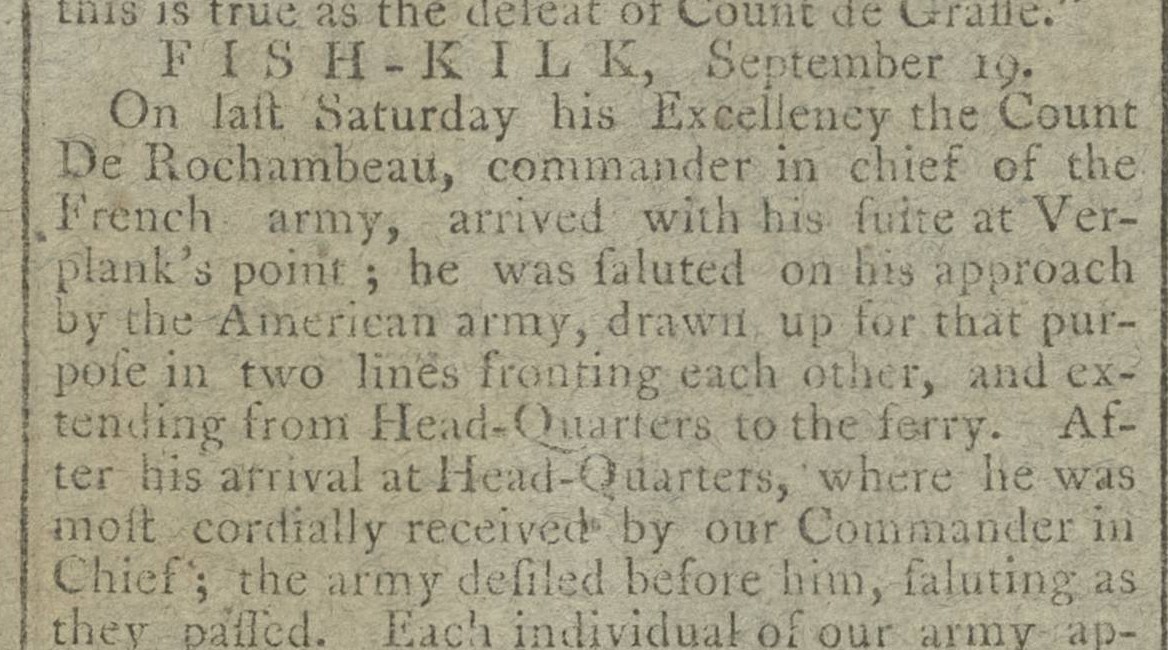 this is true as the defeat of Count de Graſſe."
FISH-KILK, September 19.
On laſt Saturday his Excellency the Count
De Rochambeau, commander in chief of the
French army, arrived with his ſuite at Ver-
plank's point ; he was ſaluted on his approach
by the American army, drawn up for that pur-
poſe in two lines fronting each other, and ex-
tending from Head-Quarters to the ferry. Af-
ter his arrival at Head-Quarters, where he was
moſt cordially received by our Commander in
Chief ; the army defiled before him, ſaluting as
they paſſed. Each individual of our army ap-